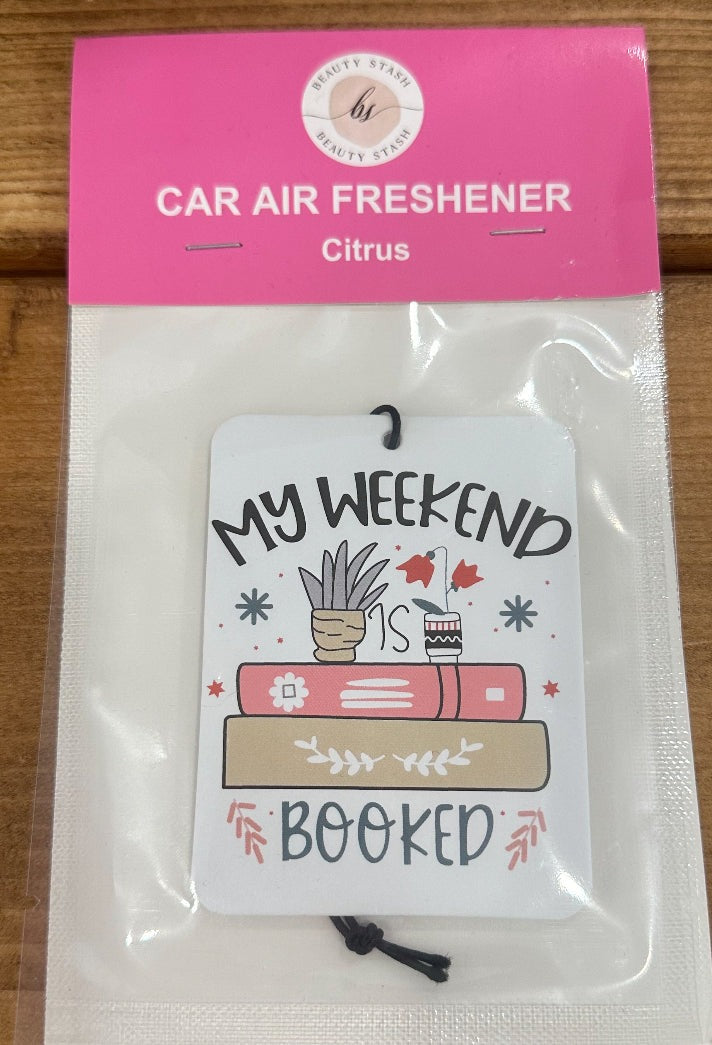 BEAUTY STASH
bs
BEAUTY STASH
CAR AIR FRESHENER
Citrus
MY WEEKEND
IS
BOOKED